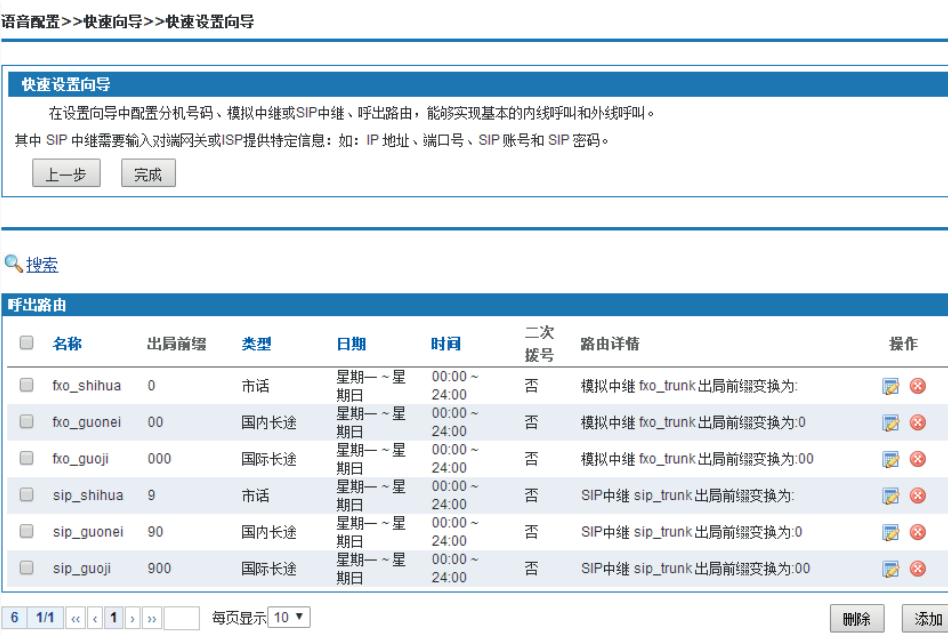 语音配置>>快速向导>>快速设置向导
快速设置向导
在设置向导中配置分机号码、模拟中继或SIP中继、呼出路由，能够实现基本的内线呼叫和外线呼叫。
其中 SIP 中继需要输入对端网关或ISP提供特定信息：如：IP 地址、端口号、SIP 账号和 SIP 密码。
上一步 完成
搜索
呼出路由
名称 出局前缀 类型 日期 时间 二次拨号 路由详情 操作
fxo_shihua 0 市话 星期一 ~ 星期日 00:00 ~ 24:00 否 模拟中继 fxo_trunk 出局前缀变换为:
fxo_guonei 00 国内长途 星期一 ~ 星期日 00:00 ~ 24:00 否 模拟中继 fxo_trunk 出局前缀变换为:0
fxo_guoji 000 国际长途 星期一 ~ 星期日 00:00 ~ 24:00 否 模拟中继 fxo_trunk 出局前缀变换为:00
sip_shihua 9 市话 星期一 ~ 星期日 00:00 ~ 24:00 否 SIP中继 sip_trunk 出局前缀变换为:
sip_guonei 90 国内长途 星期一 ~ 星期日 00:00 ~ 24:00 否 SIP中继 sip_trunk 出局前缀变换为:0
sip_guoji 900 国际长途 星期一 ~ 星期日 00:00 ~ 24:00 否 SIP中继 sip_trunk 出局前缀变换为:00
6 1/1 ‹‹ ‹ 1 › ›› 每页显示 10 删除 添加